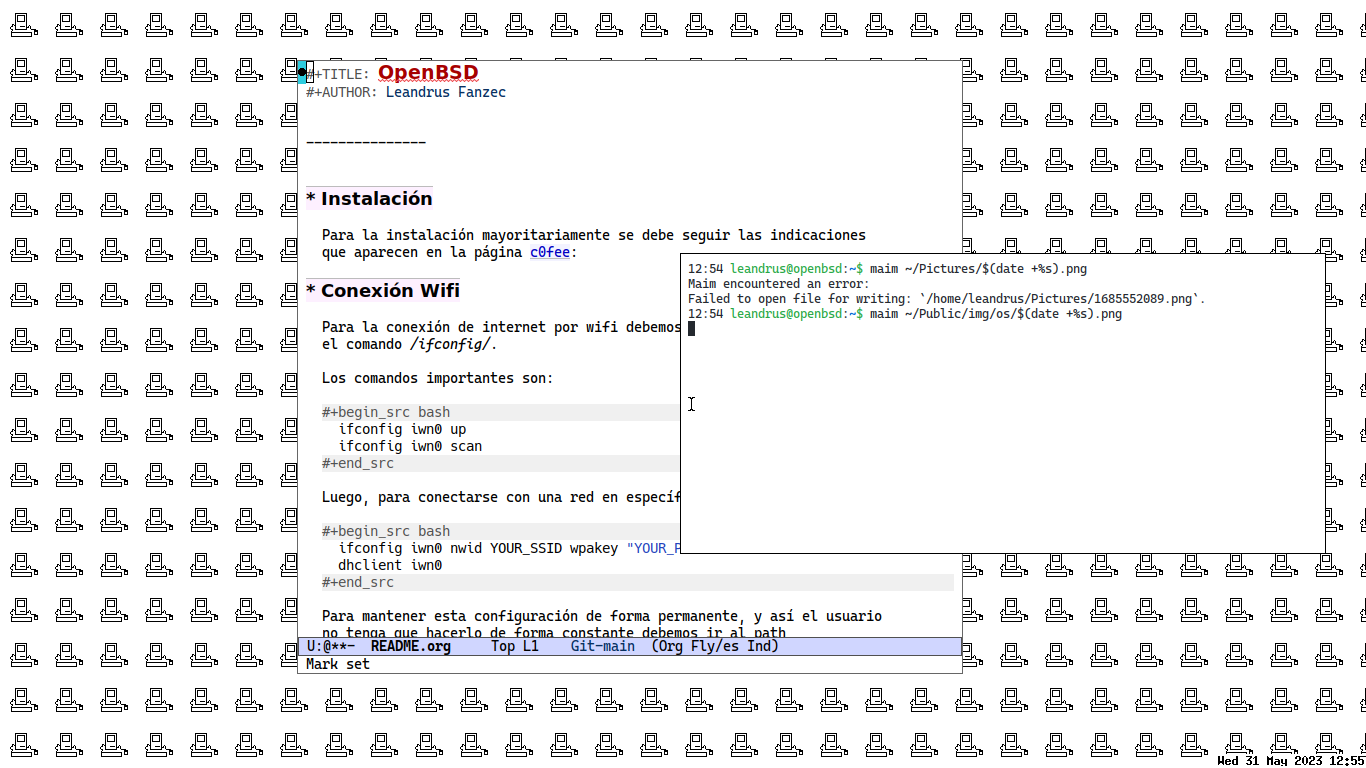 #+TITLE: OpenBSD
#+AUTHOR: Leandrus Fanzec
---------------
* Instalación
Para la instalación mayoritariamente se debe seguir las indicaciones
que aparecen en la página c0fee:
* Conexión Wifi
Para la conexión de internet por wifi debemos
el comando /ifconfig/.
Los comandos importantes son:
#+begin_src bash
ifconfig iwn0 up
ifconfig iwn0 scan
#+end_src
Luego, para conectarse con una red en específ
#+begin_src bash
ifconfig iwn0 nwid YOUR_SSID wpakey "YOUR_P
dhclient iwn0
#+end_src
Para mantener esta configuración de forma permanente, y así el usuario
no tenga que hacerlo de forma constante debemos ir al path
U:@**-  README.org     Top L1    Git-main  (Org Fly/es Ind)
Mark set
12:54 leandrus@openbsd:~$ maim ~/Pictures/$(date +%s).png
Maim encountered an error:
Failed to open file for writing: `/home/leandrus/Pictures/1685552089.png`.
12:54 leandrus@openbsd:~$ maim ~/Public/img/os/$(date +%s).png
Wed 31 May 2023 12:55